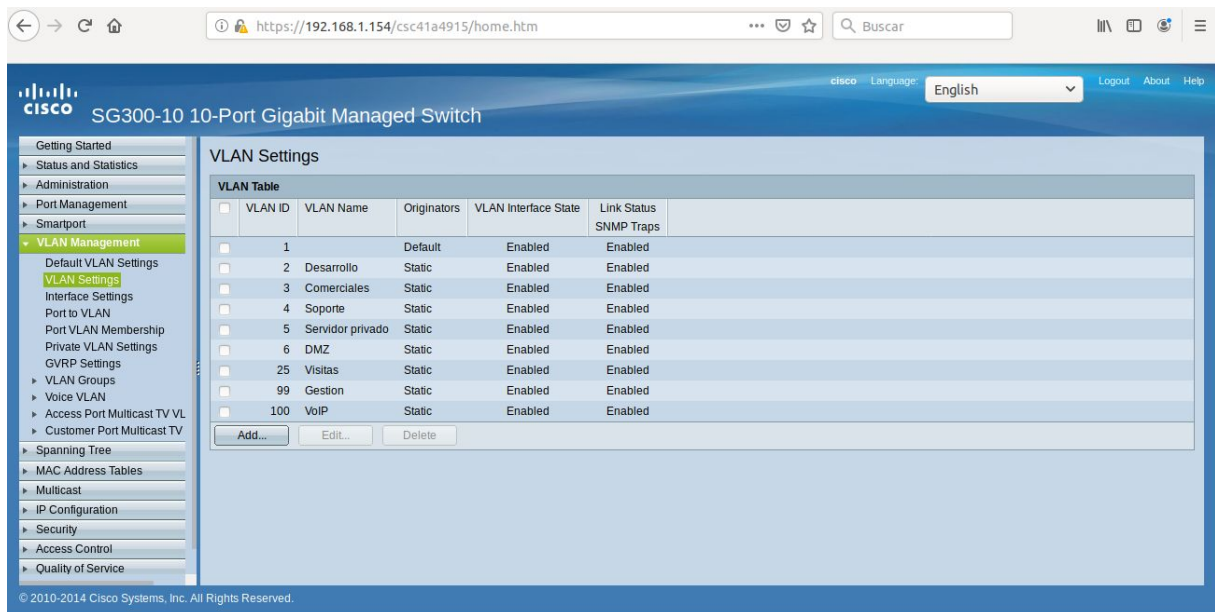 https://192.168.1.154/csc41a4915/home.htm
Buscar
cisco Language: English Logout About Help
CISCO
SG300-10 10-Port Gigabit Managed Switch
Getting Started
Status and Statistics
Administration
Port Management
Smartport
VLAN Management
Default VLAN Settings
VLAN Settings
Interface Settings
Port to VLAN
Port VLAN Membership
Private VLAN Settings
GVRP Settings
VLAN Groups
Voice VLAN
Access Port Multicast TV VL
Customer Port Multicast TV
Spanning Tree
MAC Address Tables
Multicast
IP Configuration
Security
Access Control
Quality of Service
VLAN Settings
VLAN Table
VLAN ID VLAN Name Originators VLAN Interface State Link Status
SNMP Traps
1 Default Enabled Enabled
2 Desarrollo Static Enabled Enabled
3 Comerciales Static Enabled Enabled
4 Soporte Static Enabled Enabled
5 Servidor privado Static Enabled Enabled
6 DMZ Static Enabled Enabled
25 Visitas Static Enabled Enabled
99 Gestion Static Enabled Enabled
100 VoIP Static Enabled Enabled
Add... Edit... Delete
© 2010-2014 Cisco Systems, Inc. All Rights Reserved.